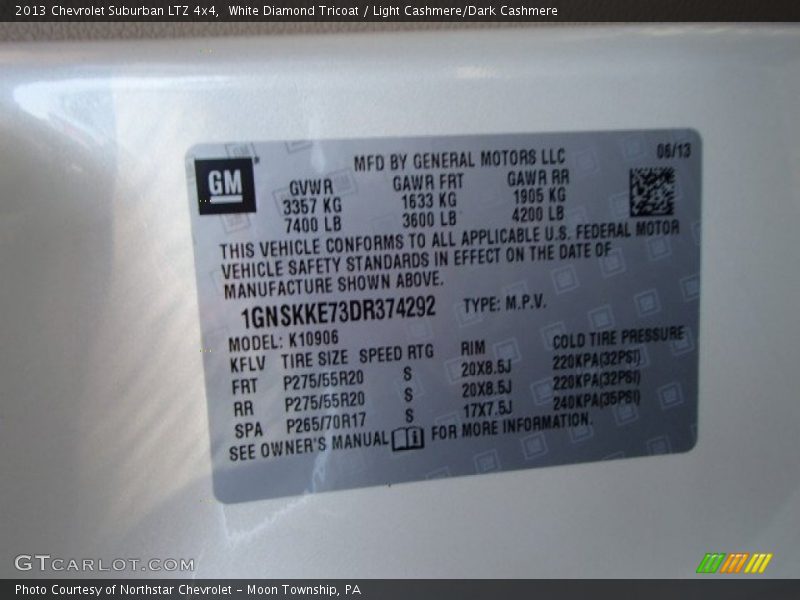 2013 Chevrolet Suburban LTZ 4x4, White Diamond Tricoat / Light Cashmere/Dark Cashmere
GM
MFD BY GENERAL MOTORS LLC 06/13
GVWR GAWR FRT GAWR RR
3357 KG 1633 KG 1905 KG
7400 LB 3600 LB 4200 LB
THIS VEHICLE CONFORMS TO ALL APPLICABLE U.S. FEDERAL MOTOR
VEHICLE SAFETY STANDARDS IN EFFECT ON THE DATE OF
MANUFACTURE SHOWN ABOVE.
1GNSKKE73DR374292 TYPE: M.P.V.
MODEL: K10906
KFLV TIRE SIZE SPEED RTG RIM COLD TIRE PRESSURE
FRT P275/55R20 S 20X8.5J 220KPA(32PSI)
RR P275/55R20 S 20X8.5J 220KPA(32PSI)
SPA P265/70R17 S 17X7.5J 240KPA(35PSI)
SEE OWNER'S MANUAL FOR MORE INFORMATION.
GTCARLOT.COM
Photo Courtesy of Northstar Chevrolet - Moon Township, PA